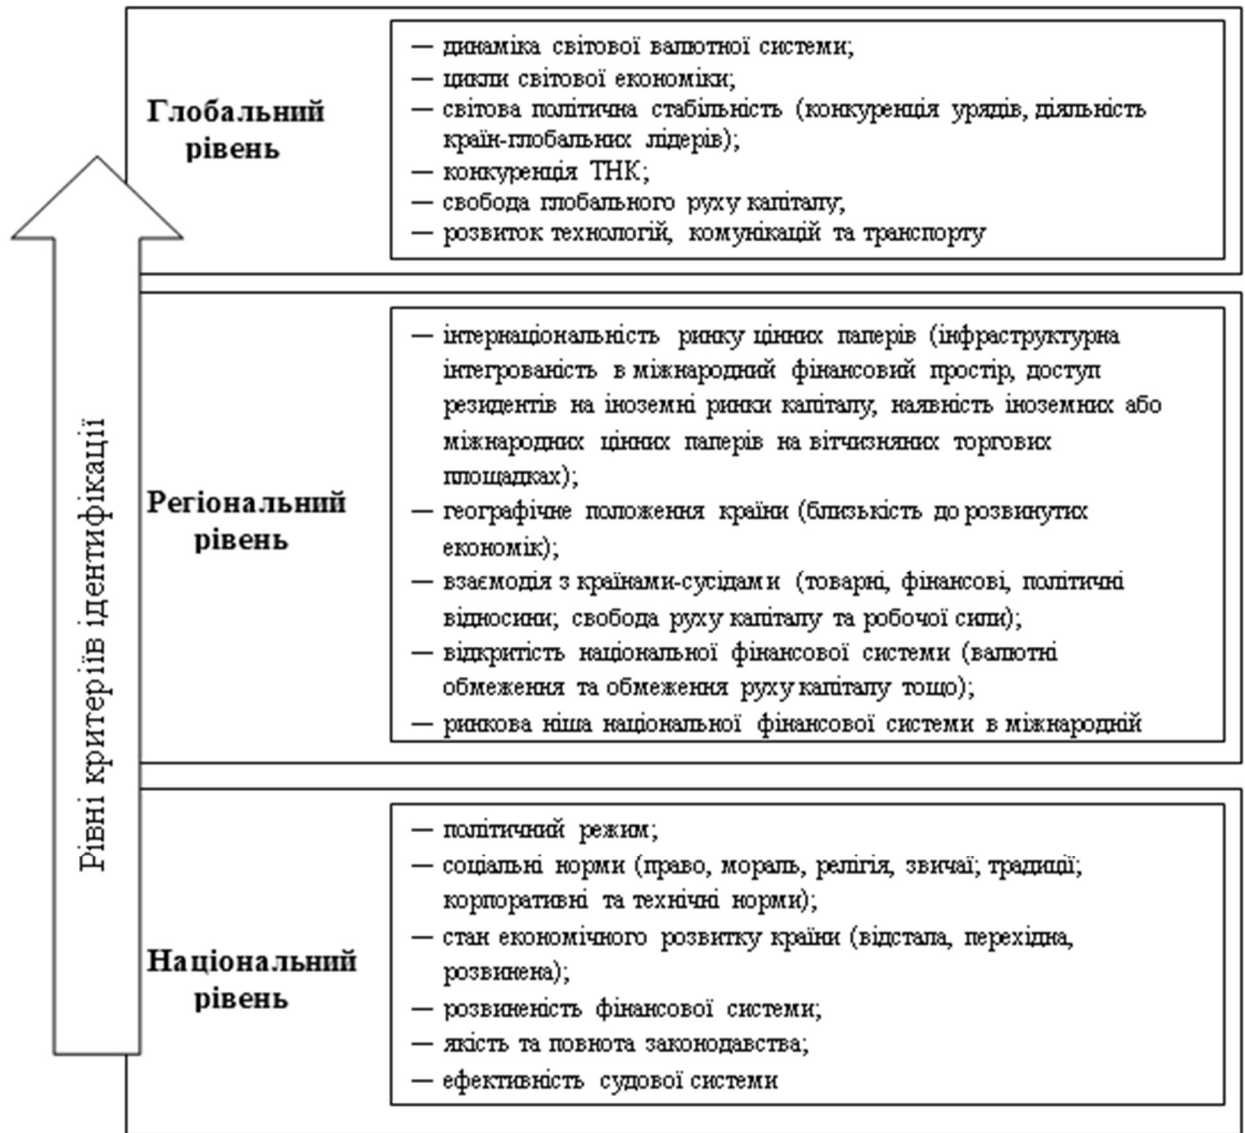 Рівні критеріїв ідентифікації
Глобальний
рівень
— динаміка світової валютної системи;
— цикли світової економіки;
— світова політична стабільність (конкуренція урядів, діяльність
країн-глобальних лідерів);
— конкуренція ТНК;
— свобода глобального руху капіталу;
— розвиток технологій, комунікацій та транспорту
Регіональний
рівень
— інтернаціональність ринку цінних паперів (інфраструктурна
інтегрованість в міжнародний фінансовий простір, доступ
резидентів на іноземні ринки капіталу, наявність іноземних або
міжнародних цінних паперів на вітчизняних торгових
площадках);
— географічне положення країни (близькість до розвинутих
економік);
— взаємодія з країнами-сусідами (товарні, фінансові, політичні
відносини; свобода руху капіталу та робочої сили);
— відкритість національної фінансової системи (валютні
обмеження та обмеження руху капіталу тощо);
— ринкова ніша національної фінансової системи в міжнародній
Національний
рівень
— політичний режим;
— соціальні норми (право, мораль, релігія, звичаї; традиції;
корпоративні та технічні норми);
— стан економічного розвитку країни (відстала, перехідна,
розвинена);
— розвиненість фінансової системи;
— якість та повнота законодавства;
— ефективність судової системи